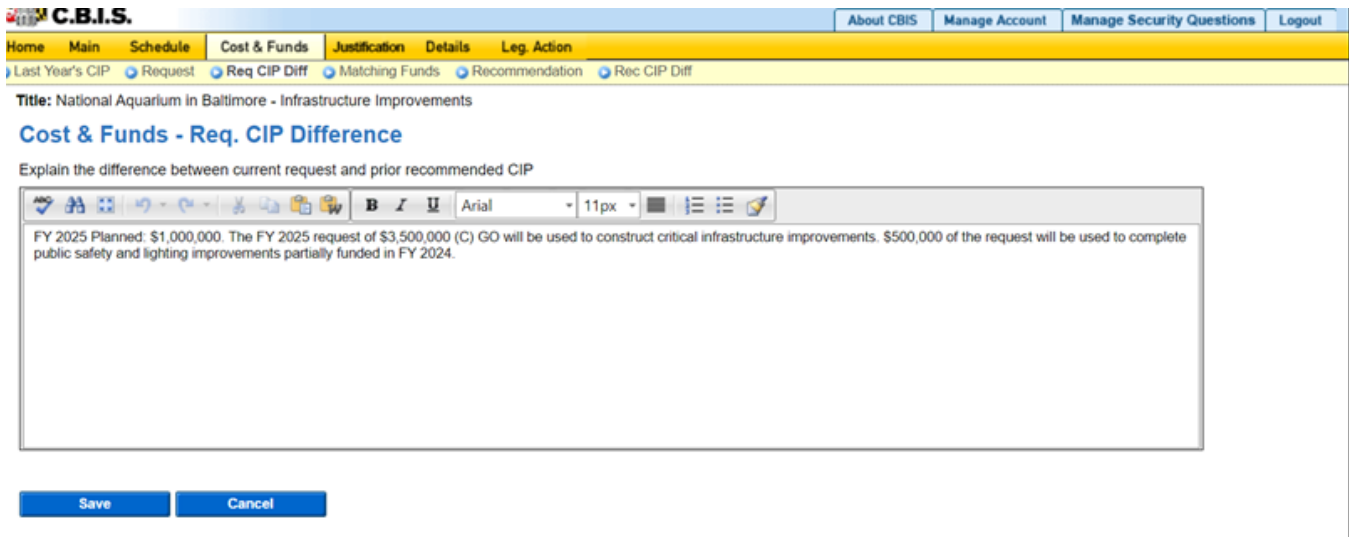 C.B.I.S.
About CBIS Manage Account Manage Security Questions Logout
Home Main Schedule Cost & Funds Justification Details Leg. Action
Last Year's CIP Request Req CIP Diff Matching Funds Recommendation Rec CIP Diff
Title: National Aquarium in Baltimore - Infrastructure Improvements
Cost & Funds - Req. CIP Difference
Explain the difference between current request and prior recommended CIP
ABC B I U Arial 11px
FY 2025 Planned: $1,000,000. The FY 2025 request of $3,500,000 (C) GO will be used to construct critical infrastructure improvements. $500,000 of the request will be used to complete
public safety and lighting improvements partially funded in FY 2024.
Save Cancel